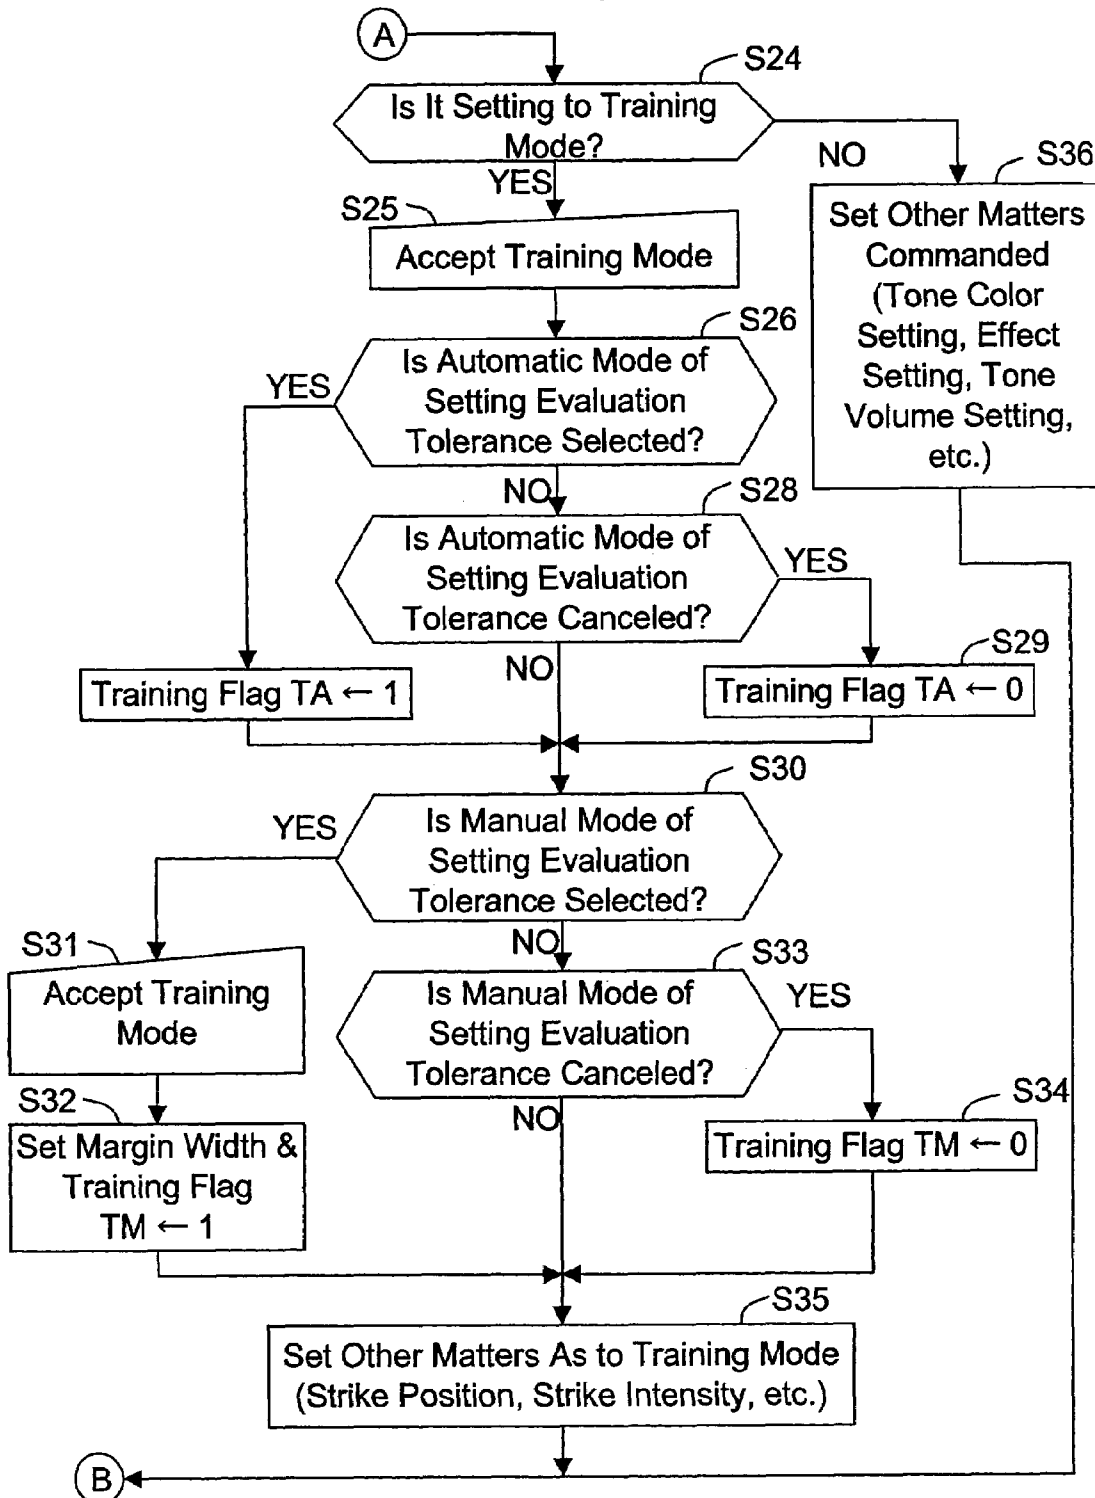 A
S24
Is It Setting to Training
Mode?
NO
YES
S36
Set Other Matters
Commanded
(Tone Color
Setting, Effect
Setting, Tone
Volume Setting,
etc.)
S25
Accept Training Mode
S26
Is Automatic Mode of
Setting Evaluation
Tolerance Selected?
YES
NO
S28
Is Automatic Mode of
Setting Evaluation
Tolerance Canceled?
YES
NO
Training Flag TA ← 1
S29
Training Flag TA ← 0
S30
Is Manual Mode of
Setting Evaluation
Tolerance Selected?
YES
NO
S31
Accept Training
Mode
S33
Is Manual Mode of
Setting Evaluation
Tolerance Canceled?
YES
NO
S32
Set Margin Width &
Training Flag
TM ← 1
S34
Training Flag TM ← 0
S35
Set Other Matters As to Training Mode
(Strike Position, Strike Intensity, etc.)
B